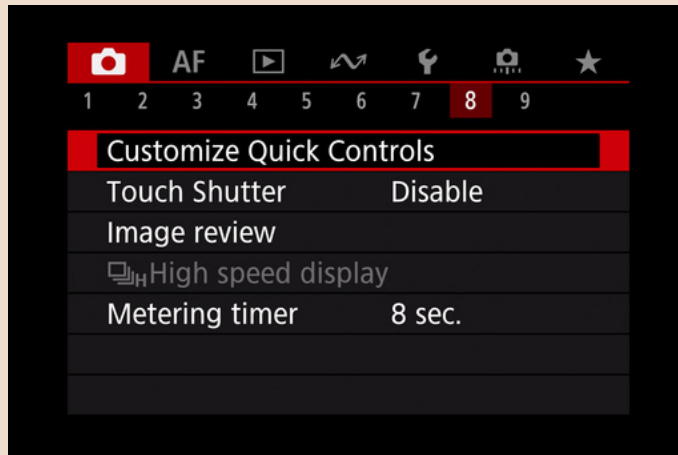 AF
1 2 3 4 5 6 7 8 9
Customize Quick Controls
Touch Shutter Disable
Image review
H High speed display
Metering timer 8 sec.